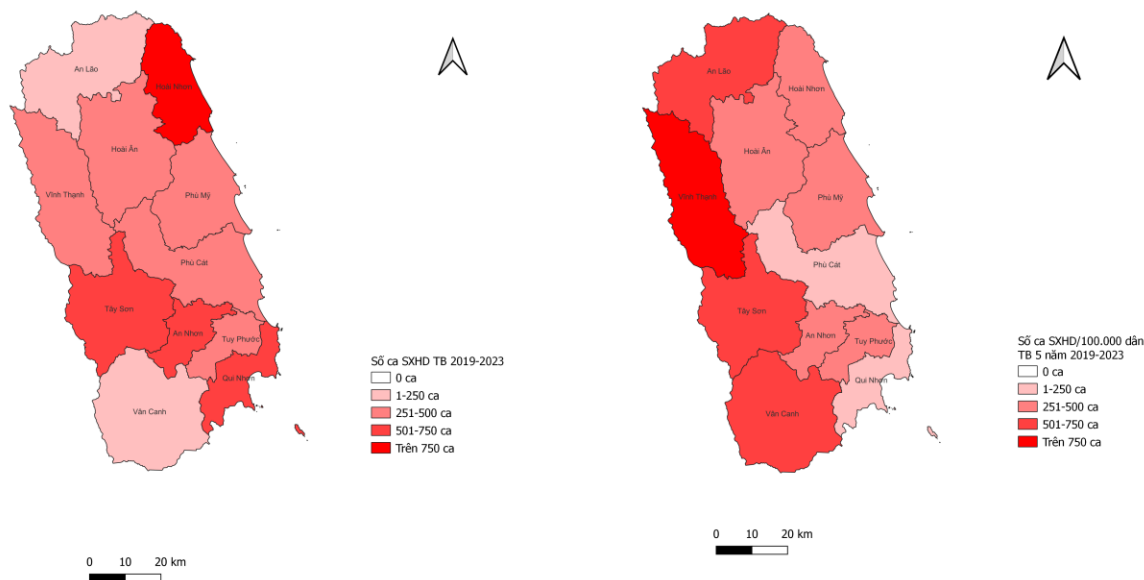 An Lão
Hoài Nhơn
Hoài Ân
Vĩnh Thạnh
Phù Mỹ
Phù Cát
Tây Sơn
An Nhơn
Tuy Phước
Qui Nhơn
Vân Canh
Số ca SXHD TB 2019-2023
0 ca
1-250 ca
251-500 ca
501-750 ca
Trên 750 ca
0 10 20 km
An Lão
Hoài Nhơn
Hoài Ân
Vĩnh Thạnh
Phù Mỹ
Phù Cát
Tây Sơn
An Nhơn
Tuy Phước
Qui Nhơn
Vân Canh
Số ca SXHD/100.000 dân
TB 5 năm 2019-2023
0 ca
1-250 ca
251-500 ca
501-750 ca
Trên 750 ca
0 10 20 km